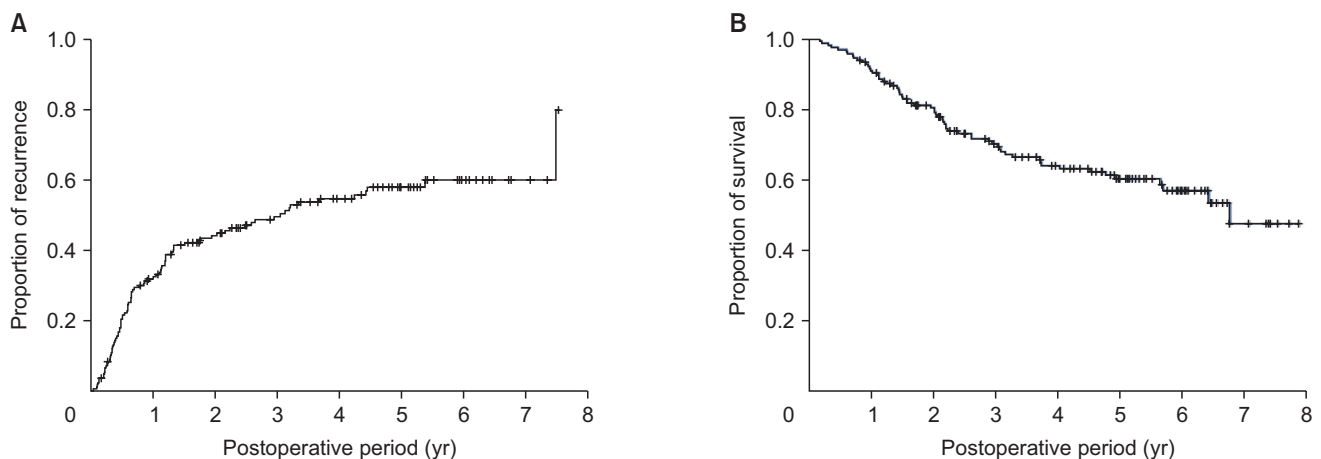 A
1.0
0.8
0.6
0.4
0.2
0
1 2 3 4 5 6 7 8
Proportion of recurrence
Postoperative period (yr)
B
1.0
0.8
0.6
0.4
0.2
0
1 2 3 4 5 6 7 8
Proportion of survival
Postoperative period (yr)